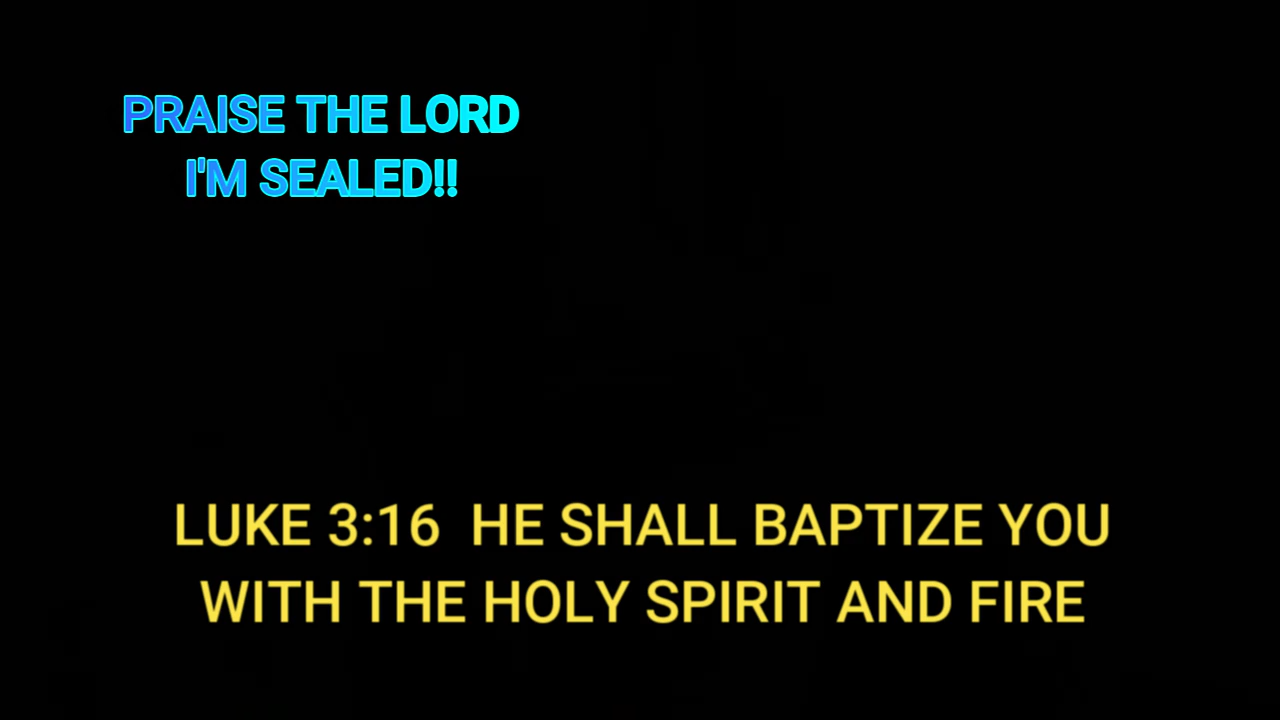 PRAISE THE LORD
I'M SEALED!!
LUKE 3:16  HE SHALL BAPTIZE YOU
WITH THE HOLY SPIRIT AND FIRE